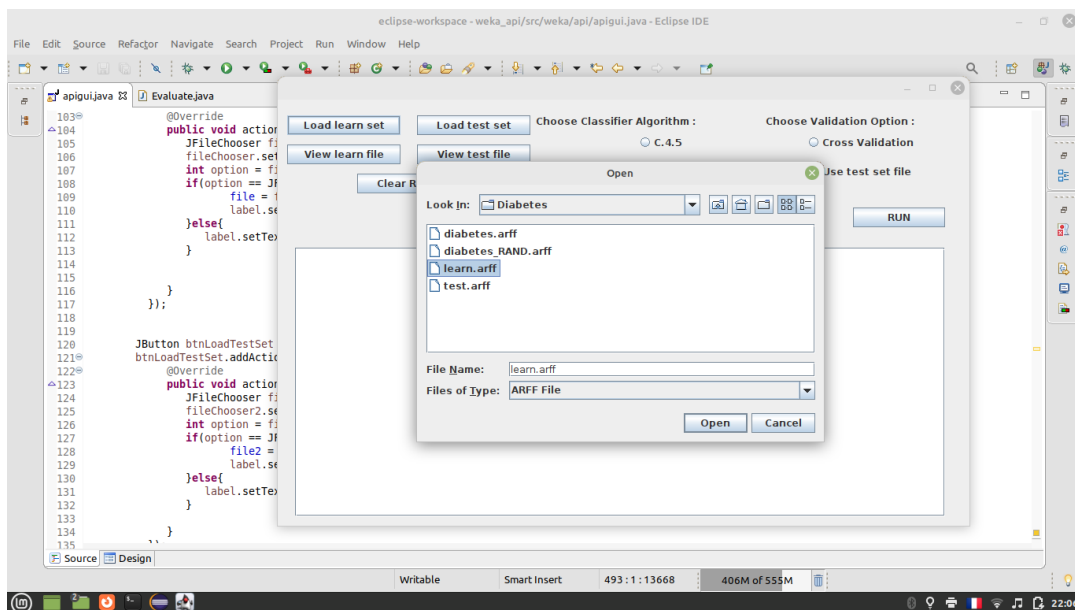 eclipse-workspace - weka_api/src/weka/api/apigui.java - Eclipse IDE
File Edit Source Refactor Navigate Search Project Run Window Help
apigui.java Evaluate.java
103 @Override
104 public void action
105 JFileChooser fi
106 fileChooser.set
107 int option = fi
108 if(option == JF
109 file = f
110 label.se
111 }else{
112 label.setTex
113 }
114
115
116 }
117 });
118
119
120 JButton btnLoadTestSet
121 btnLoadTestSet.addActio
122 @Override
123 public void action
124 JFileChooser fi
125 fileChooser2.se
126 int option = fi
127 if(option == JF
128 file2 =
129 label.se
130 }else{
131 label.setTex
132 }
133
134 }
135 })
Load learn set Load test set Choose Classifier Algorithm : Choose Validation Option :
C.4.5 Cross Validation
View learn file View test file
Use test set file
Clear R
RUN
Open
Look In: Diabetes
diabetes.arff
diabetes_RAND.arff
learn.arff
test.arff
File Name: learn.arff
Files of Type: ARFF File
Open Cancel
Source Design
Writable Smart Insert 493 : 1 : 13668 406M of 555M
2 22:06